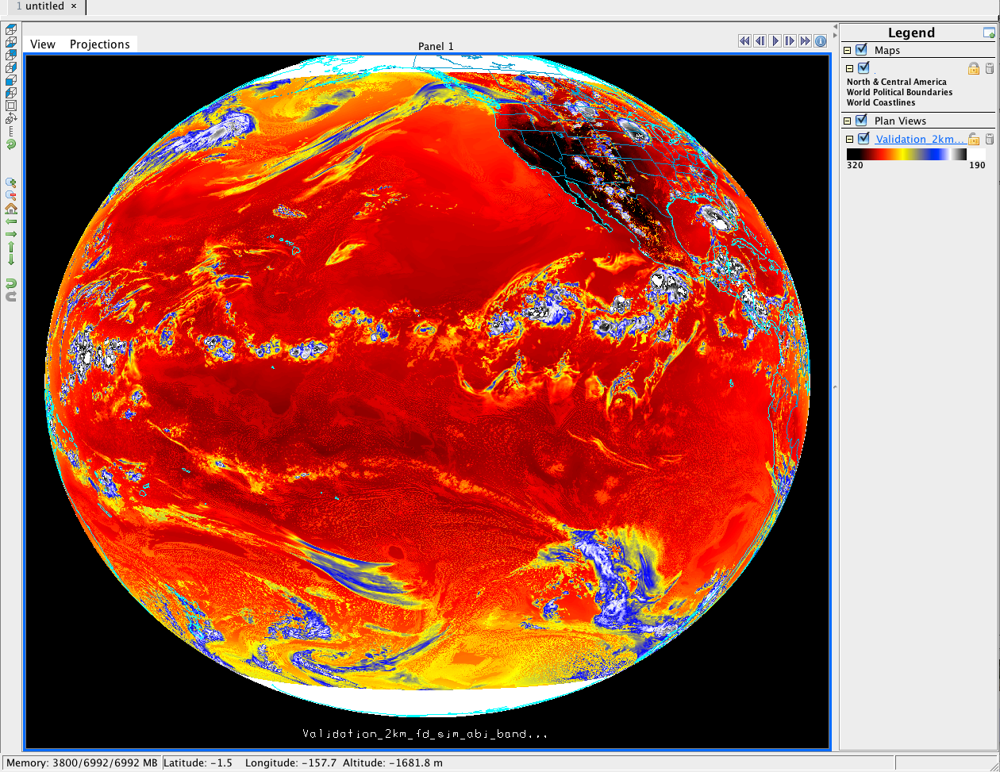 1 untitled ×
View Projections
Panel 1
Legend
Maps
.
North & Central America
World Political Boundaries
World Coastlines
Plan Views
Validation_2km...
320 190
Validation_2km_fd_sim_abi_band...
Memory: 3800/6992/6992 MB Latitude: -1.5 Longitude: -157.7 Altitude: -1681.8 m